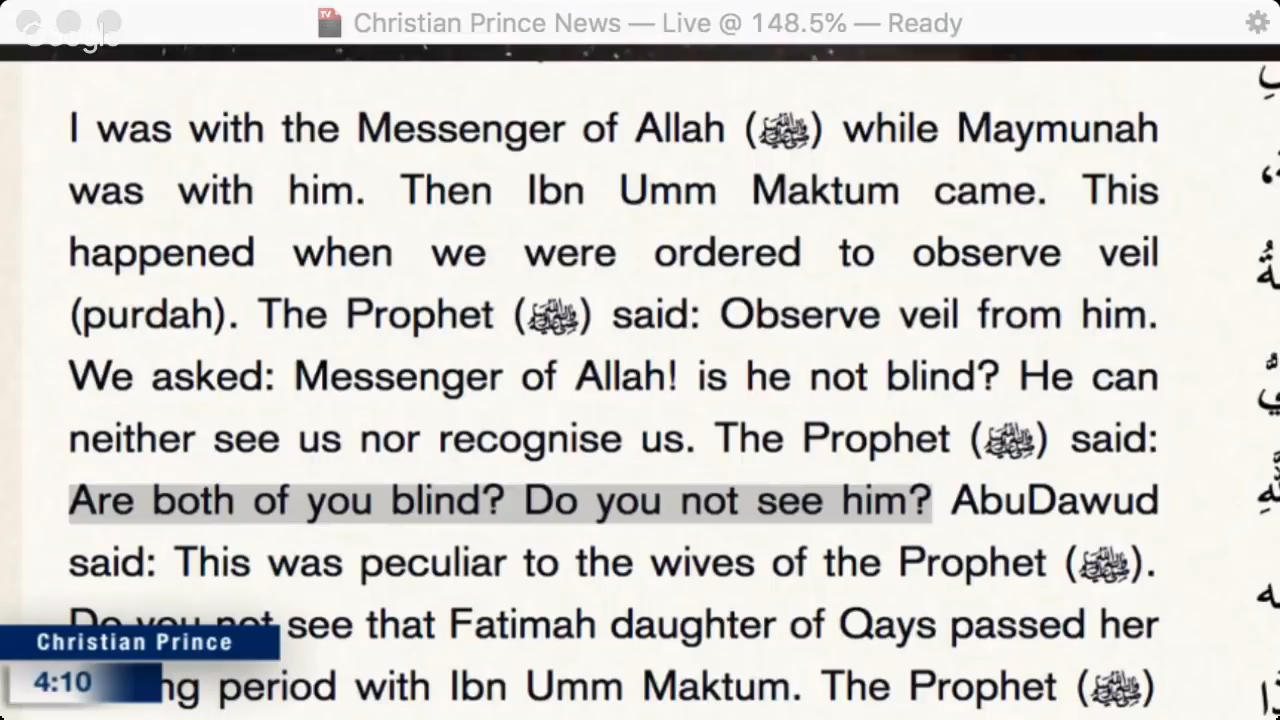 Christian Prince News — Live @ 148.5% — Ready
Google
I was with the Messenger of Allah (ﷺ) while Maymunah
was with him. Then Ibn Umm Maktum came. This
happened when we were ordered to observe veil
(purdah). The Prophet (ﷺ) said: Observe veil from him.
We asked: Messenger of Allah! is he not blind? He can
neither see us nor recognise us. The Prophet (ﷺ) said:
Are both of you blind? Do you not see him? AbuDawud
said: This was peculiar to the wives of the Prophet (ﷺ).
Do you not see that Fatimah daughter of Qays passed her
period with Ibn Umm Maktum. The Prophet (ﷺ)
Christian Prince
4:10